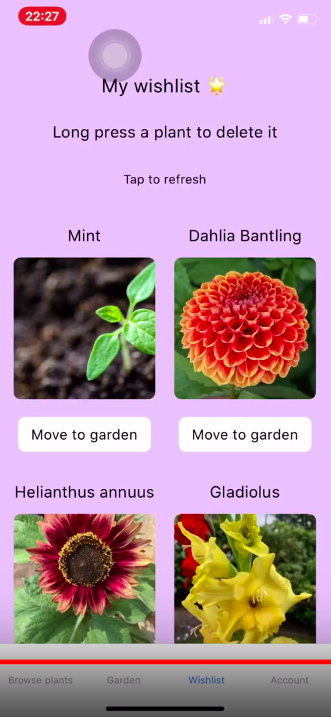 22:27
My wishlist 🌟
Long press a plant to delete it
Tap to refresh
Mint
Dahlia Bantling
Move to garden
Move to garden
Helianthus annuus
Gladiolus
Browse plants
Garden
Wishlist
Account